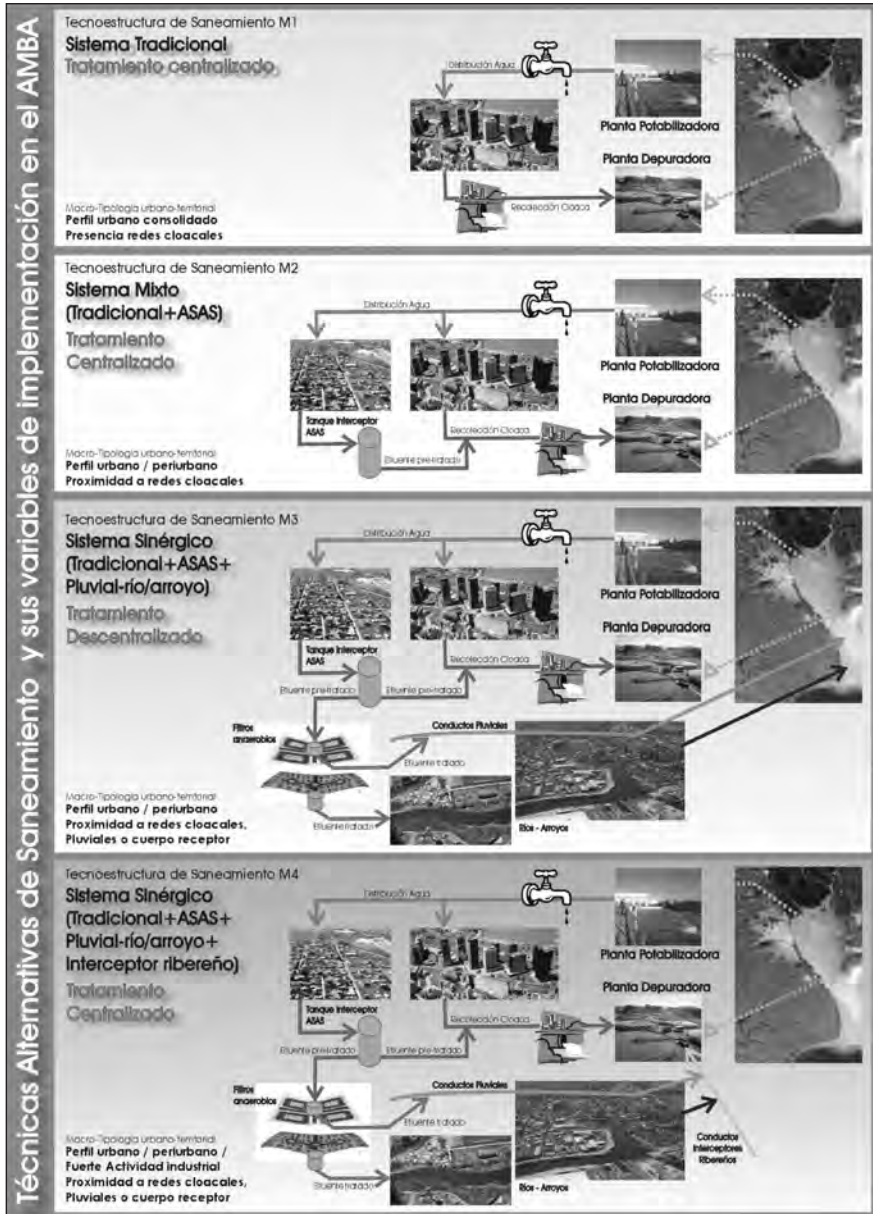 Técnicas Alternativas de Saneamiento y sus variables de implementación en el AMBA
Tecnoestructura de Saneamiento M1
Sistema Tradicional
Tratamiento centralizado
Distribución Agua
Planta Potabilizadora
Planta Depuradora
Recolección Cloaca
Macro-Tipología urbano-territorial
Perfil urbano consolidado
Presencia redes cloacales
Tecnoestructura de Saneamiento M2
Sistema Mixto
(Tradicional+ASAS)
Tratamiento
Centralizado
Distribución Agua
Planta Potabilizadora
Planta Depuradora
Tanque Interceptor
ASAS
Recolección Cloaca
Efluente pre-tratado
Macro-Tipología urbano-territorial
Perfil urbano / periurbano
Proximidad a redes cloacales
Tecnoestructura de Saneamiento M3
Sistema Sinérgico
(Tradicional+ASAS+
Pluvial-río/arroyo)
Tratamiento
Descentralizado
Distribución Agua
Planta Potabilizadora
Planta Depuradora
Tanque Interceptor
ASAS
Recolección Cloaca
Efluente pre-tratado
Efluente pre-tratado
Filtros
anaerobios
Conductos Pluviales
Efluente tratado
Efluente tratado
Ríos - Arroyos
Macro-Tipología urbano-territorial
Perfil urbano / periurbano
Proximidad a redes cloacales,
Pluviales o cuerpo receptor
Tecnoestructura de Saneamiento M4
Sistema Sinérgico
(Tradicional+ASAS+
Pluvial-río/arroyo+
Interceptor ribereño)
Tratamiento
Centralizado
Distribución Agua
Planta Potabilizadora
Planta Depuradora
Tanque Interceptor
ASAS
Recolección Cloaca
Efluente pre-tratado
Efluente pre-tratado
Filtros
anaerobios
Conductos Pluviales
Efluente tratado
Efluente tratado
Ríos - Arroyos
Conductos
Interceptores
Ribereños
Macro-Tipología urbano-territorial
Perfil urbano / periurbano /
Fuerte Actividad industrial
Proximidad a redes cloacales,
Pluviales o cuerpo receptor